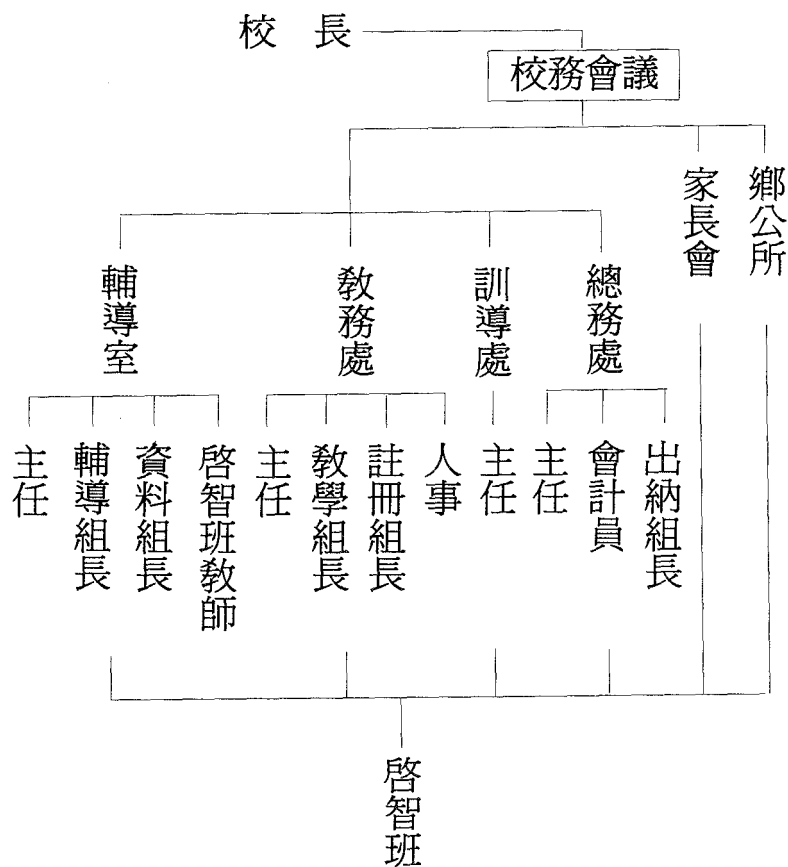 校長
校務會議
鄉公所
家長會
輔導室
教務處
訓導處
總務處
主任
輔導組長
資料組長
啓智班教師
主任
教學組長
註冊組長
人事
主任
主任
會計員
出納組長
啓智班